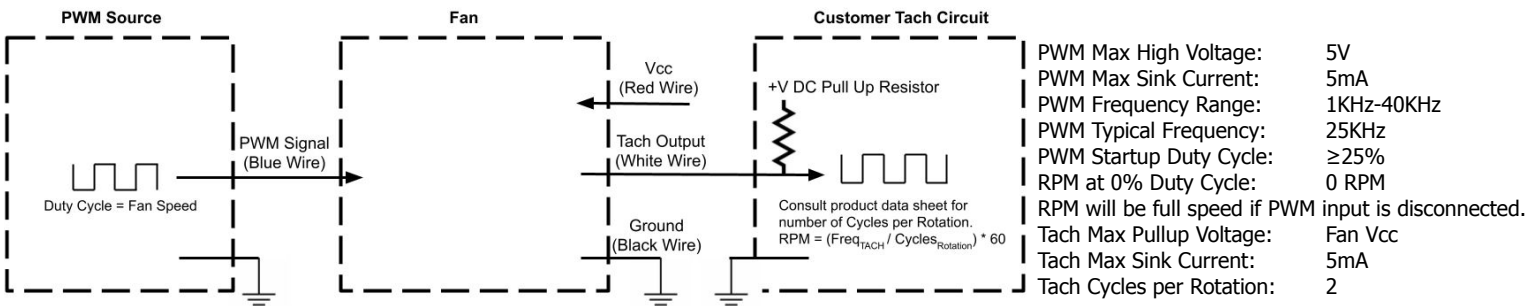 PWM Source
Fan
Customer Tach Circuit
PWM Signal
(Blue Wire)
Duty Cycle = Fan Speed
Vcc
(Red Wire)
Tach Output
(White Wire)
Ground
(Black Wire)
+V DC Pull Up Resistor
Consult product data sheet for
number of Cycles per Rotation.
RPM = (Freq_TACH / Cycles_Rotation) * 60
PWM Max High Voltage: 5V
PWM Max Sink Current: 5mA
PWM Frequency Range: 1KHz-40KHz
PWM Typical Frequency: 25KHz
PWM Startup Duty Cycle: ≥25%
RPM at 0% Duty Cycle: 0 RPM
RPM will be full speed if PWM input is disconnected.
Tach Max Pullup Voltage: Fan Vcc
Tach Max Sink Current: 5mA
Tach Cycles per Rotation: 2